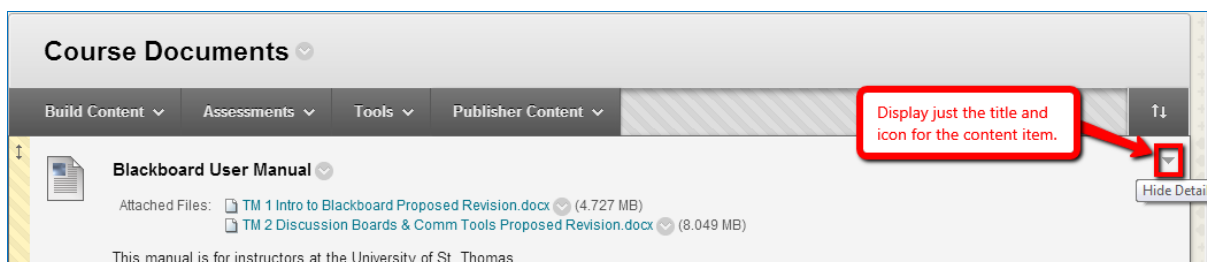 Course Documents
Build Content Assessments Tools Publisher Content
Display just the title and
icon for the content item.
Blackboard User Manual
Hide Detai
Attached Files: TM 1 Intro to Blackboard Proposed Revision.docx (4.727 MB)
TM 2 Discussion Boards & Comm Tools Proposed Revision.docx (8.049 MB)
This manual is for instructors at the University of St. Thomas